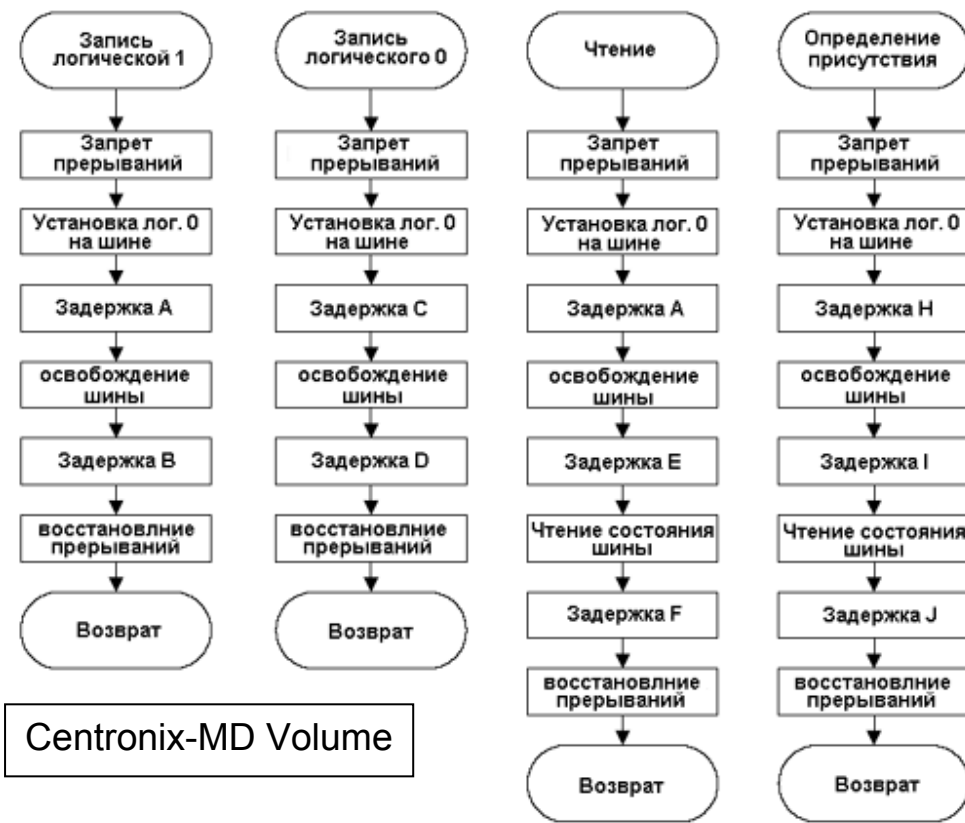 Запись
логической 1
Запрет
прерываний
Установка лог. 0
на шине
Задержка A
освобождение
шины
Задержка B
восстановлние
прерываний
Возврат
Запись
логического 0
Запрет
прерываний
Установка лог. 0
на шине
Задержка C
освобождение
шины
Задержка D
восстановлние
прерываний
Возврат
Чтение
Запрет
прерываний
Установка лог. 0
на шине
Задержка A
освобождение
шины
Задержка E
Чтение состояния
шины
Задержка F
восстановлние
прерываний
Возврат
Определение
присутствия
Запрет
прерываний
Установка лог. 0
на шине
Задержка H
освобождение
шины
Задержка I
Чтение состояния
шины
Задержка J
восстановлние
прерываний
Возврат
Centronix-MD Volume